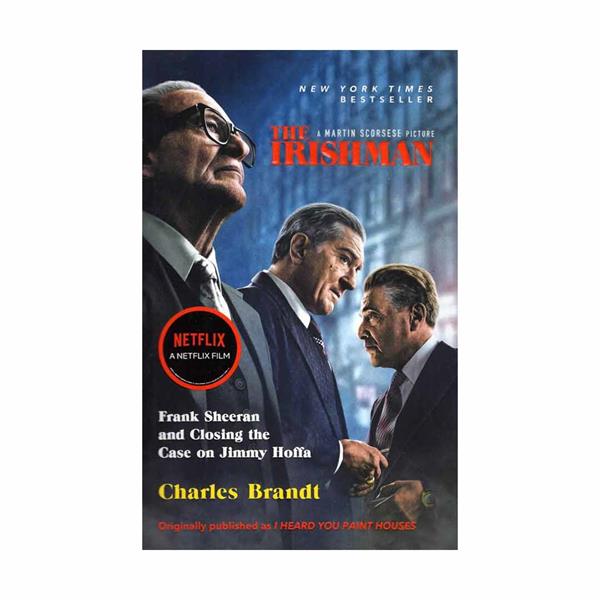 NEW YORK TIMES
BESTSELLER
THE
A MARTIN SCORSESE PICTURE
IRISHMAN
NETFLIX
A NETFLIX FILM
Frank Sheeran
and Closing the
Case on Jimmy Hoffa
Charles Brandt
Originally published as I HEARD YOU PAINT HOUSES